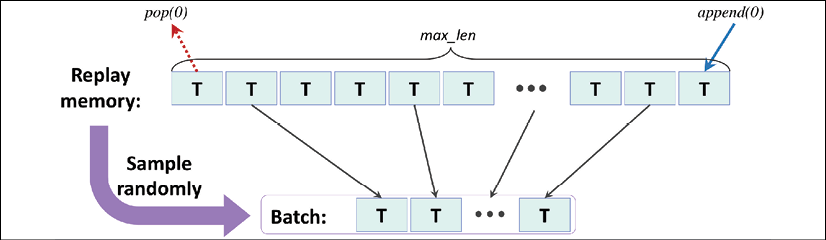 pop(0)
append(0)
max_len
Replay
memory:
T T T T T T ••• T T T
Sample
randomly
Batch:
T T ••• T